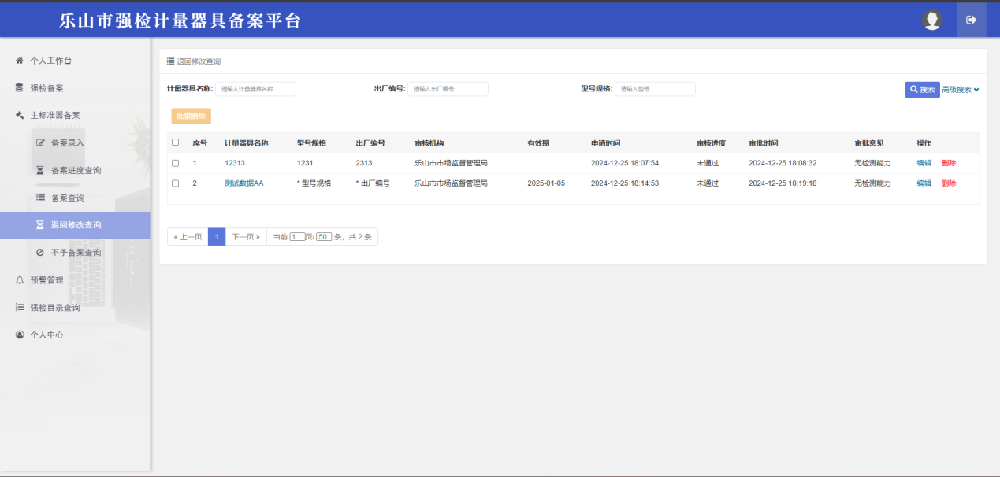 乐山市强检计量器具备案平台
个人工作台
强检备案
主标准器备案
备案录入
备案进度查询
备案查询
退回修改查询
不予备案查询
预警管理
强检目录查询
个人中心
退回修改查询
计量器具名称: 请输入计量器具名称 出厂编号: 请输入出厂编号 型号规格: 请输入型号 搜索 高级搜索
批量删除
序号 计量器具名称 型号规格 出厂编号 审核机构 有效期 申请时间 审核进度 审批时间 审批意见 操作
1 12313 1231 2313 乐山市市场监督管理局 2024-12-25 18:07:54 未通过 2024-12-25 18:08:32 无检测能力 编辑 删除
2 测试数据AA * 型号规格 * 出厂编号 乐山市市场监督管理局 2025-01-05 2024-12-25 18:14:53 未通过 2024-12-25 18:19:18 无检测能力 编辑 删除
« 上一页 1 下一页 » 当前 1 页/ 50 条，共 2 条